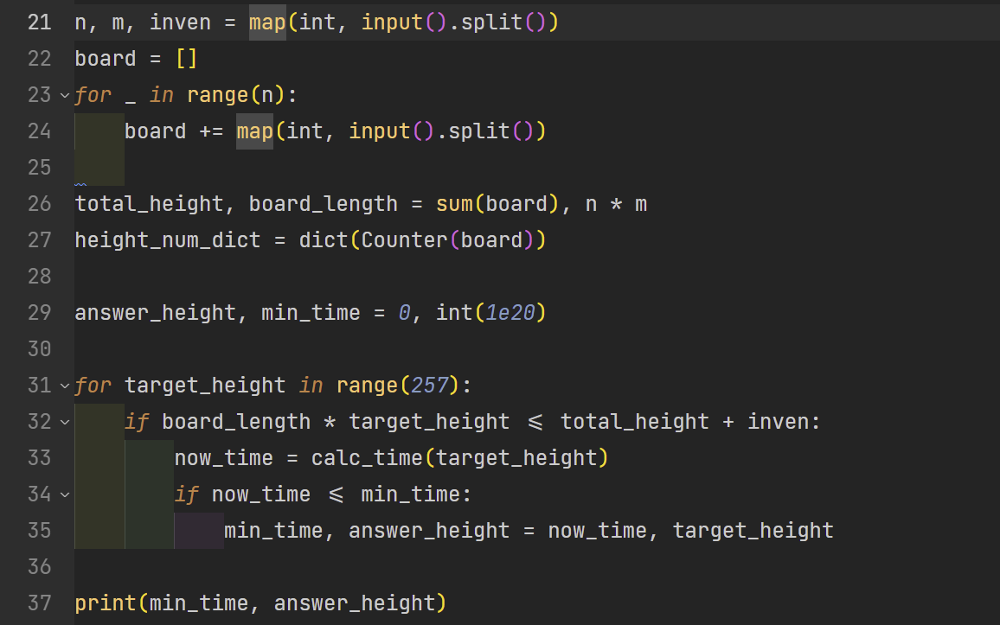 21 n, m, inven = map(int, input().split())
22 board = []
23 for _ in range(n):
24     board += map(int, input().split())
25
26 total_height, board_length = sum(board), n * m
27 height_num_dict = dict(Counter(board))
28
29 answer_height, min_time = 0, int(1e20)
30
31 for target_height in range(257):
32     if board_length * target_height <= total_height + inven:
33         now_time = calc_time(target_height)
34         if now_time <= min_time:
35             min_time, answer_height = now_time, target_height
36
37 print(min_time, answer_height)